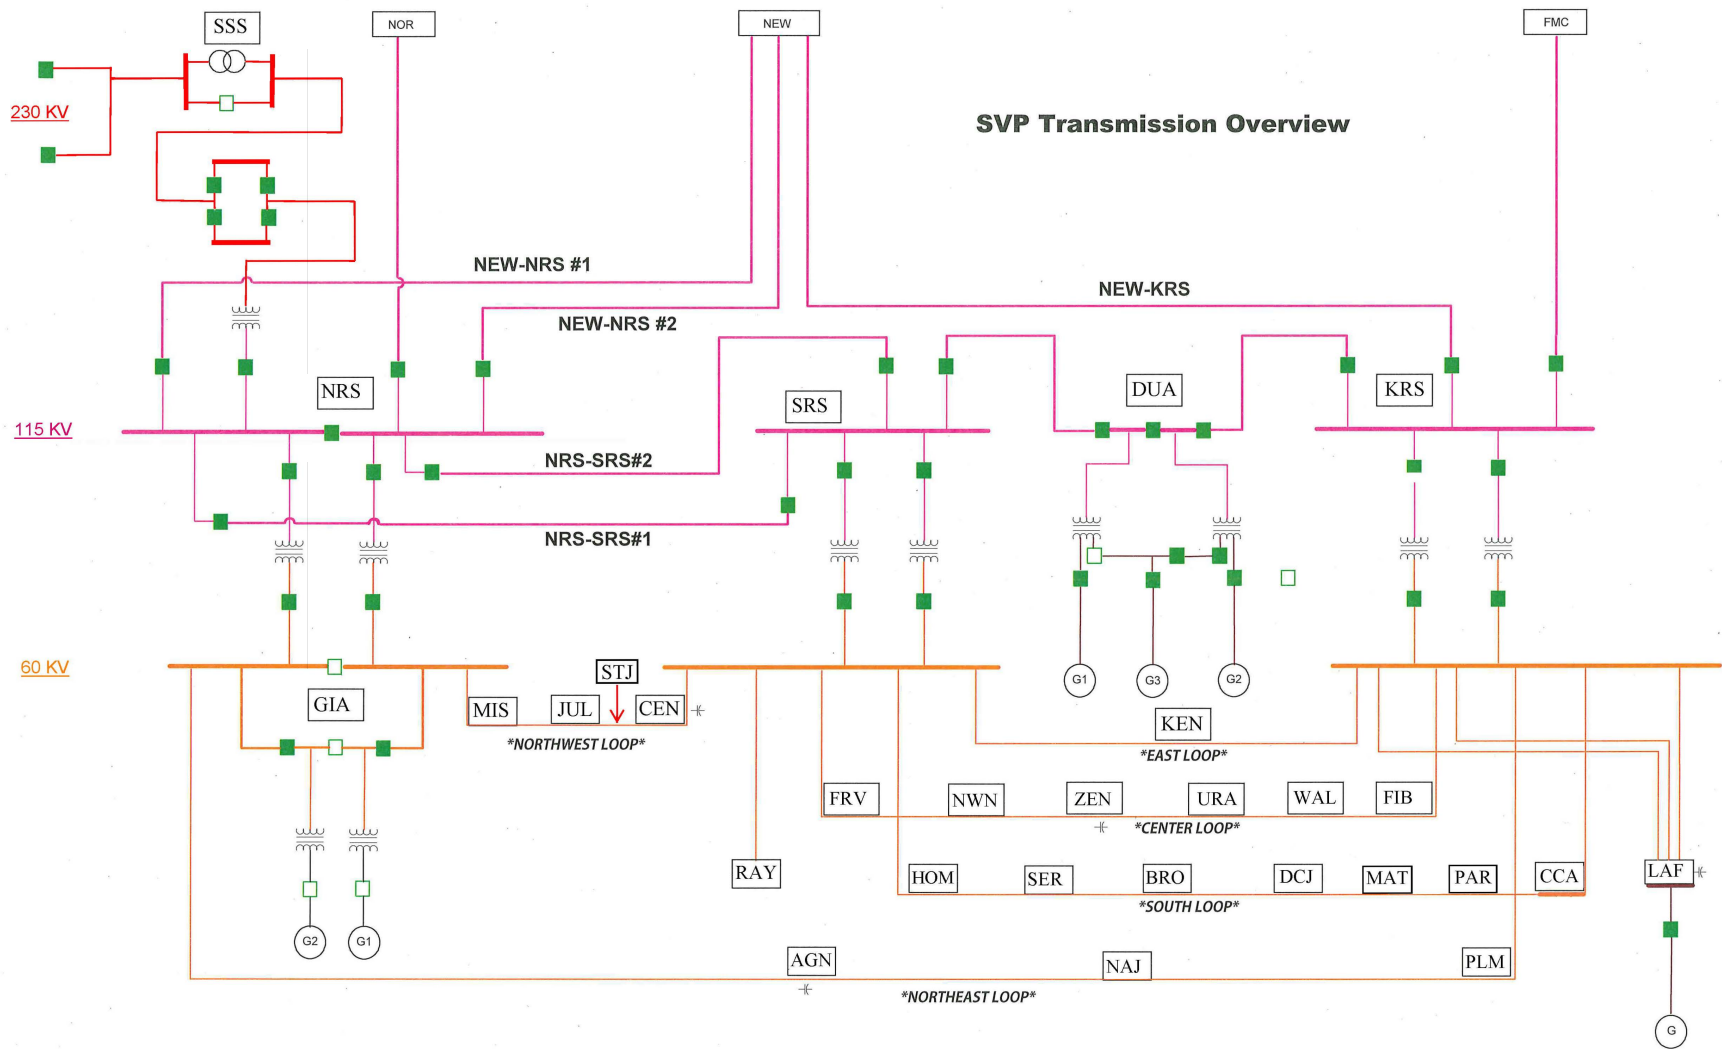 SSS
NOR
NEW
FMC
230 KV
SVP Transmission Overview
NEW-NRS #1
NEW-KRS
NEW-NRS #2
NRS
SRS
DUA
KRS
115 KV
NRS-SRS#2
NRS-SRS#1
60 KV
STJ
G1
G3
G2
GIA
MIS
JUL
CEN
KEN
*NORTHWEST LOOP*
*EAST LOOP*
FRV
NWN
ZEN
URA
WAL
FIB
*CENTER LOOP*
RAY
HOM
SER
BRO
DCJ
MAT
PAR
CCA
LAF
*SOUTH LOOP*
G2
G1
AGN
NAJ
PLM
*NORTHEAST LOOP*
G